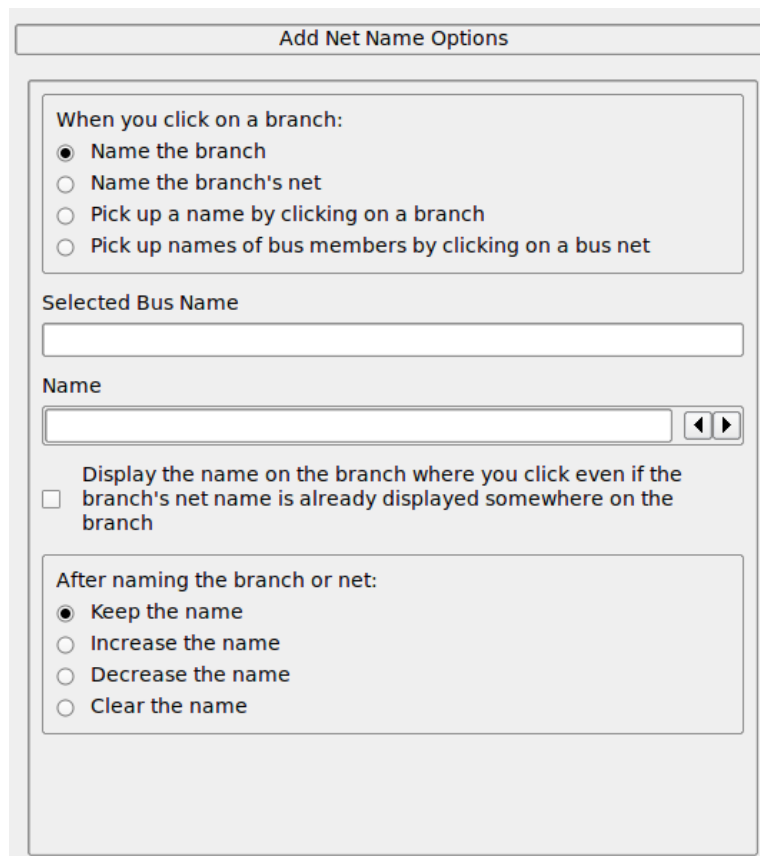 Add Net Name Options
When you click on a branch:
Name the branch
Name the branch's net
Pick up a name by clicking on a branch
Pick up names of bus members by clicking on a bus net
Selected Bus Name
Name
Display the name on the branch where you click even if the
branch's net name is already displayed somewhere on the
branch
After naming the branch or net:
Keep the name
Increase the name
Decrease the name
Clear the name